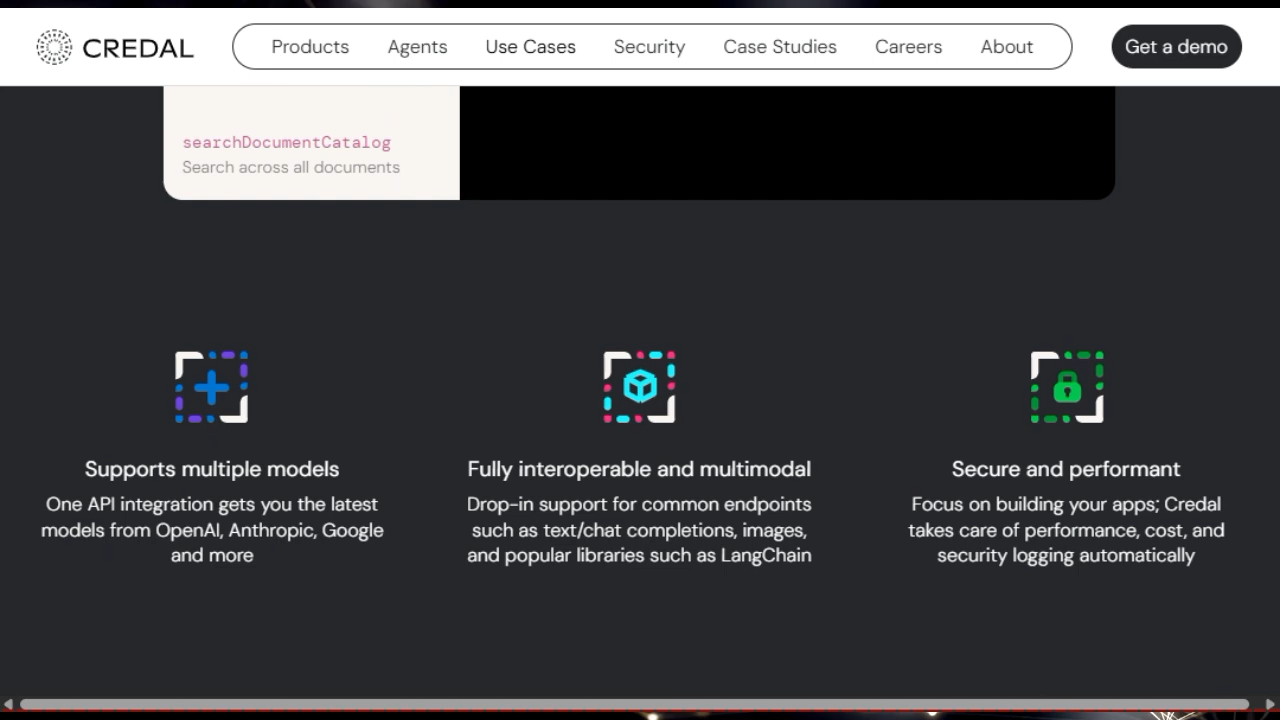 CREDAL
Products
Agents
Use Cases
Security
Case Studies
Careers
About
Get a demo
searchDocumentCatalog
Search across all documents
Supports multiple models
One API integration gets you the latest
models from OpenAI, Anthropic, Google
and more
Fully interoperable and multimodal
Drop-in support for common endpoints
such as text/chat completions, images,
and popular libraries such as LangChain
Secure and performant
Focus on building your apps; Credal
takes care of performance, cost, and
security logging automatically